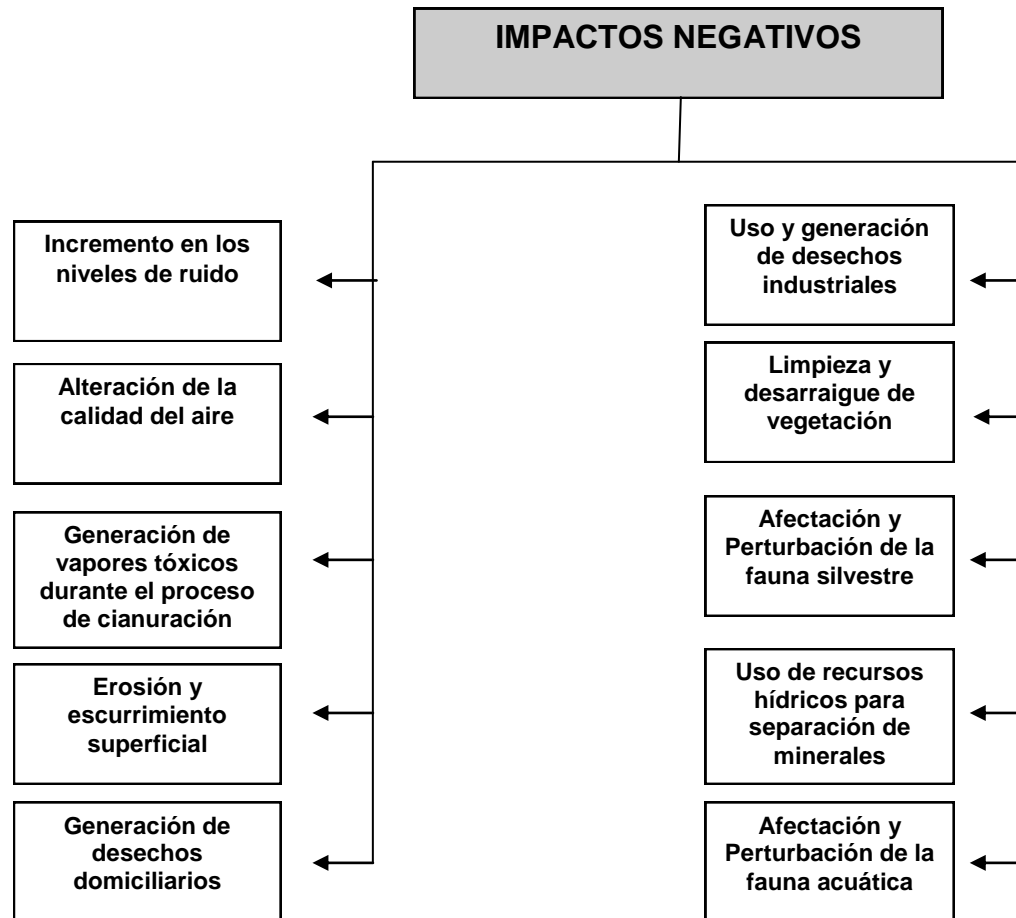 IMPACTOS NEGATIVOS
Incremento en los
niveles de ruido
Alteración de la
calidad del aire
Generación de
vapores tóxicos
durante el proceso
de cianuración
Erosión y
escurrimiento
superficial
Generación de
desechos
domiciliarios
Uso y generación
de desechos
industriales
Limpieza y
desarraigue de
vegetación
Afectación y
Perturbación de la
fauna silvestre
Uso de recursos
hídricos para
separación de
minerales
Afectación y
Perturbación de la
fauna acuática